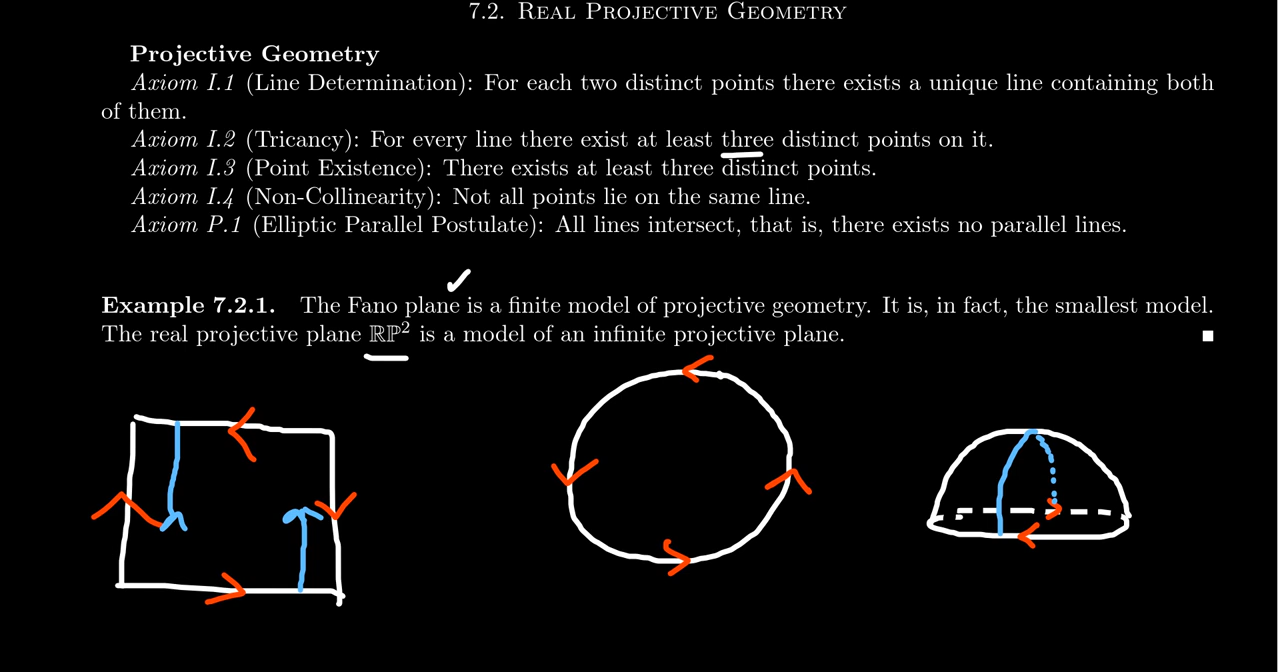 7.2. REAL PROJECTIVE GEOMETRY
Projective Geometry
Axiom I.1 (Line Determination): For each two distinct points there exists a unique line containing both
of them.
Axiom I.2 (Tricancy): For every line there exist at least three distinct points on it.
Axiom I.3 (Point Existence): There exists at least three distinct points.
Axiom I.4 (Non-Collinearity): Not all points lie on the same line.
Axiom P.1 (Elliptic Parallel Postulate): All lines intersect, that is, there exists no parallel lines.
Example 7.2.1. The Fano plane is a finite model of projective geometry. It is, in fact, the smallest model.
The real projective plane ℝℙ² is a model of an infinite projective plane. ■